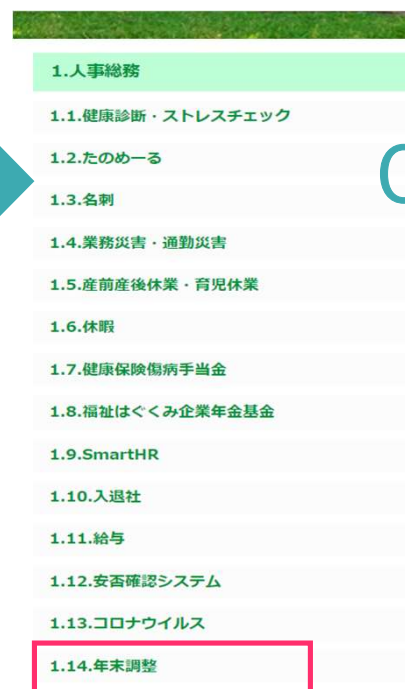 1.人事総務
1.1.健康診断・ストレスチェック
1.2.たのめーる
1.3.名刺
1.4.業務災害・通勤災害
1.5.産前産後休業・育児休業
1.6.休暇
1.7.健康保険傷病手当金
1.8.福祉はぐくみ企業年金基金
1.9.SmartHR
1.10.入退社
1.11.給与
1.12.安否確認システム
1.13.コロナウイルス
1.14.年末調整